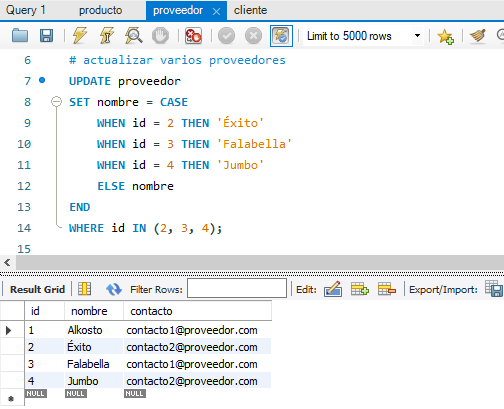 Query 1 producto proveedor cliente
Limit to 5000 rows
6 # actualizar varios proveedores
7 UPDATE proveedor
8 SET nombre = CASE
9 WHEN id = 2 THEN 'Éxito'
10 WHEN id = 3 THEN 'Falabella'
11 WHEN id = 4 THEN 'Jumbo'
12 ELSE nombre
13 END
14 WHERE id IN (2, 3, 4);
15
Result Grid Filter Rows: Edit: Export/Import:
id nombre contacto
1 Alkosto contacto1@proveedor.com
2 Éxito contacto2@proveedor.com
3 Falabella contacto1@proveedor.com
4 Jumbo contacto2@proveedor.com
NULL NULL NULL